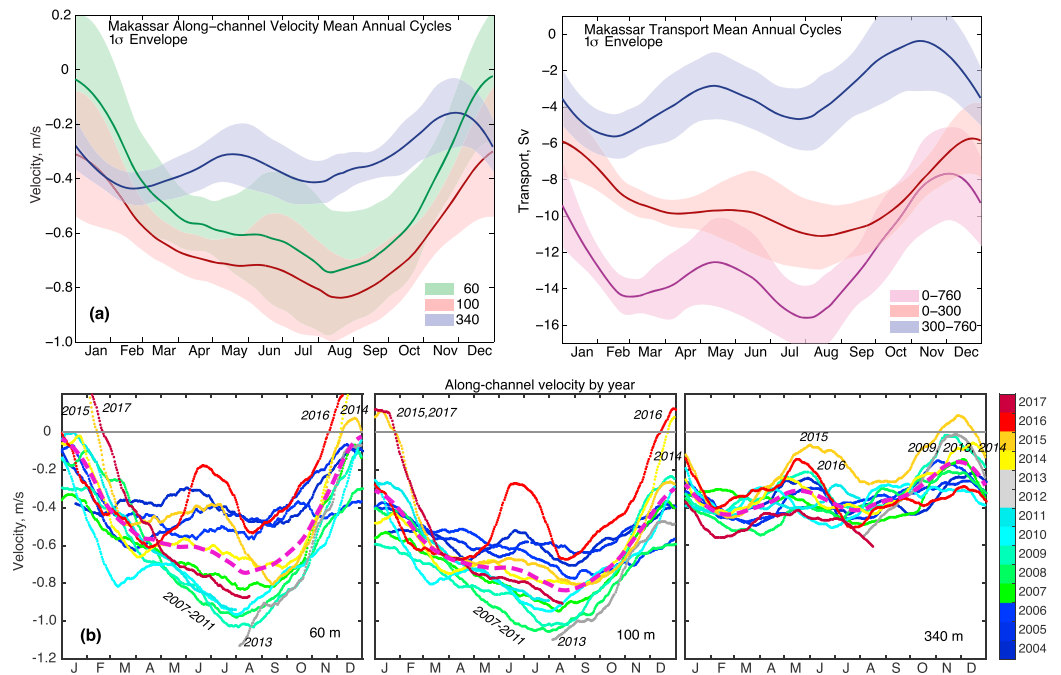 Makassar Along−channel Velocity Mean Annual Cycles
1σ Envelope
0.2
0
−0.2
−0.4
−0.6
−0.8
−1.0
Velocity, m/s
60
100
340
(a)
Jan Feb Mar Apr May Jun Jul Aug Sep Oct Nov Dec
Makassar Transport Mean Annual Cycles
1σ Envelope
0
−2
−4
−6
−8
−10
−12
−14
−16
Transport, Sv
0−760
0−300
300−760
Jan Feb Mar Apr May Jun Jul Aug Sep Oct Nov Dec
Along-channel velocity by year
2015
2017
2016
2014
0
-0.2
-0.4
-0.6
-0.8
-1.0
-1.2
Velocity, m/s
2007-2011
2013
(b)
60 m
J F M A M J J A S O N D
2015,2017
2016
2014
2007-2011
2013
100 m
J F M A M J J A S O N D
2015
2016
2009, 2013, 2014
340 m
J F M A M J J A S O N D
2017
2016
2015
2014
2013
2012
2011
2010
2009
2008
2007
2006
2005
2004